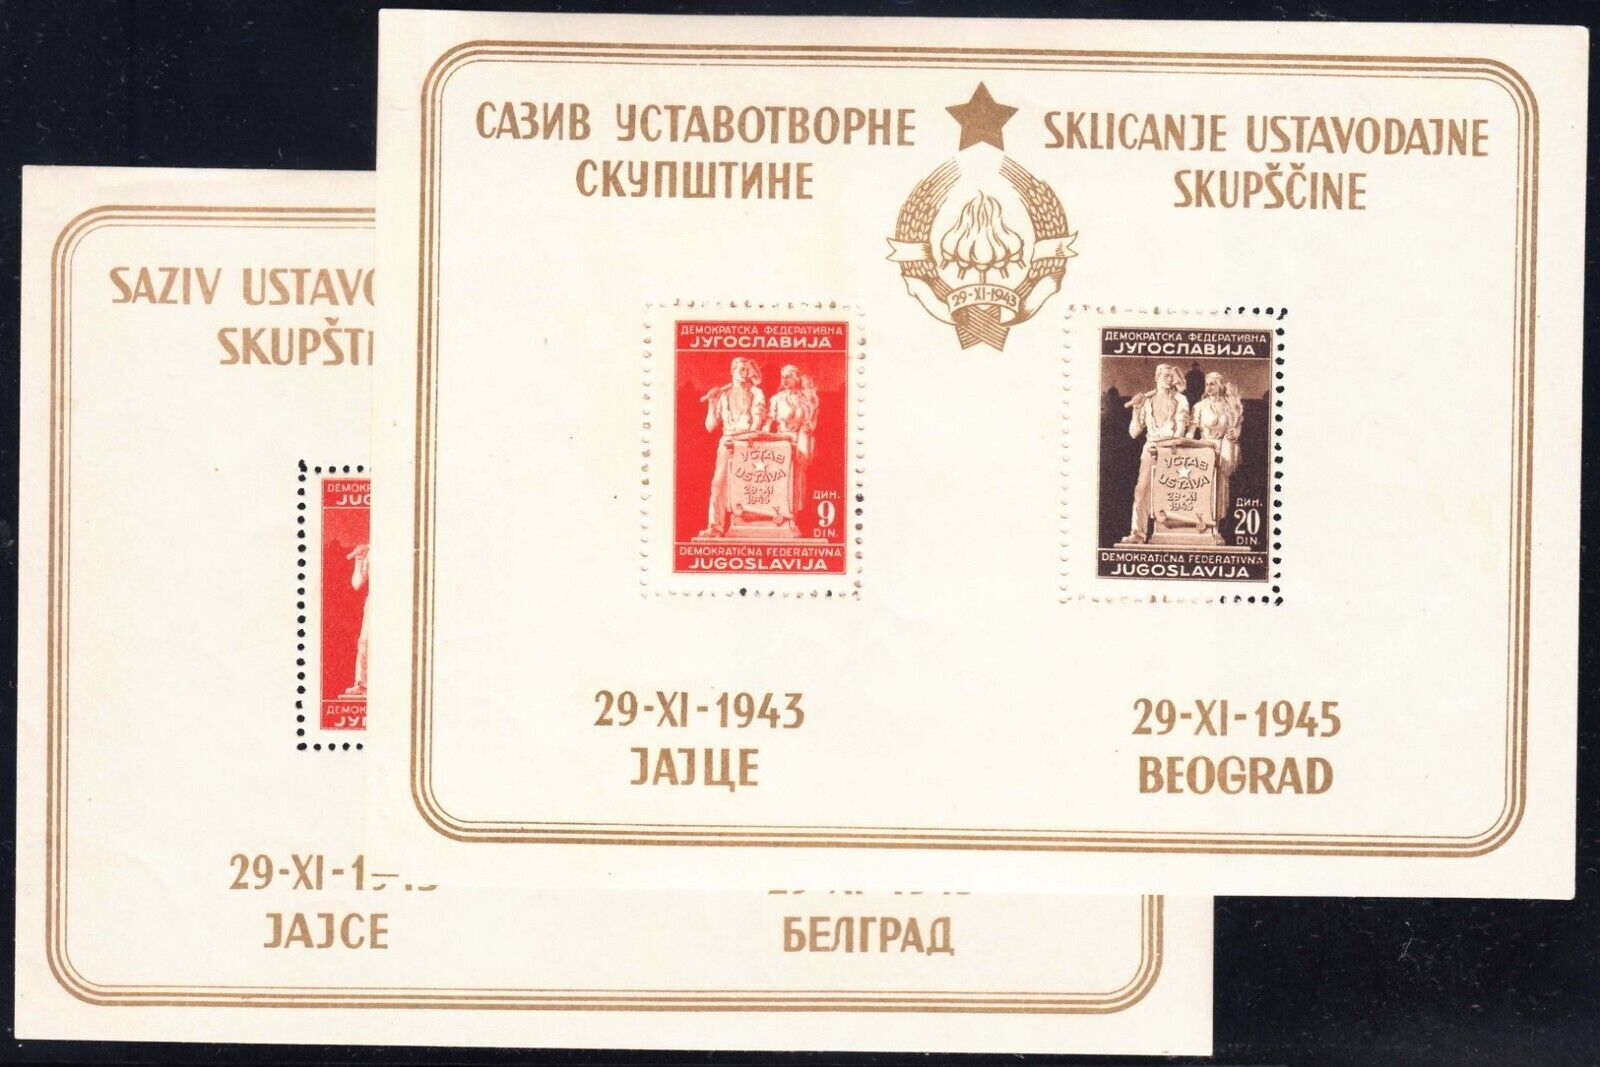 САЗИВ УСТАВОТВОРНЕ
СКУПШТИНЕ
SKLICANJE USTAVODAJNE
SKUPŠČINE
29-XI-1943
ДЕМОКРАТСКА ФЕДЕРАТИВНА
ЈУГОСЛАВИЈА
УСТАВ
USTAVA
29-XI
1945
ДИН.
9
DIN.
DEMOKRATIČNA FEDERATIVNA
JUGOSLAVIJA
ДЕМОКРАТСКА ФЕДЕРАТИВНА
ЈУГОСЛАВИЈА
УСТАВ
USTAVA
29-XI
1945
ДИН.
20
DIN.
DEMOKRATIČNA FEDERATIVNA
JUGOSLAVIJA
29-XI-1943
ЈАЈЦЕ
29-XI-1945
BEOGRAD
SAZIV
SKUPŠTI
JAJCE
БЕЛГРАД